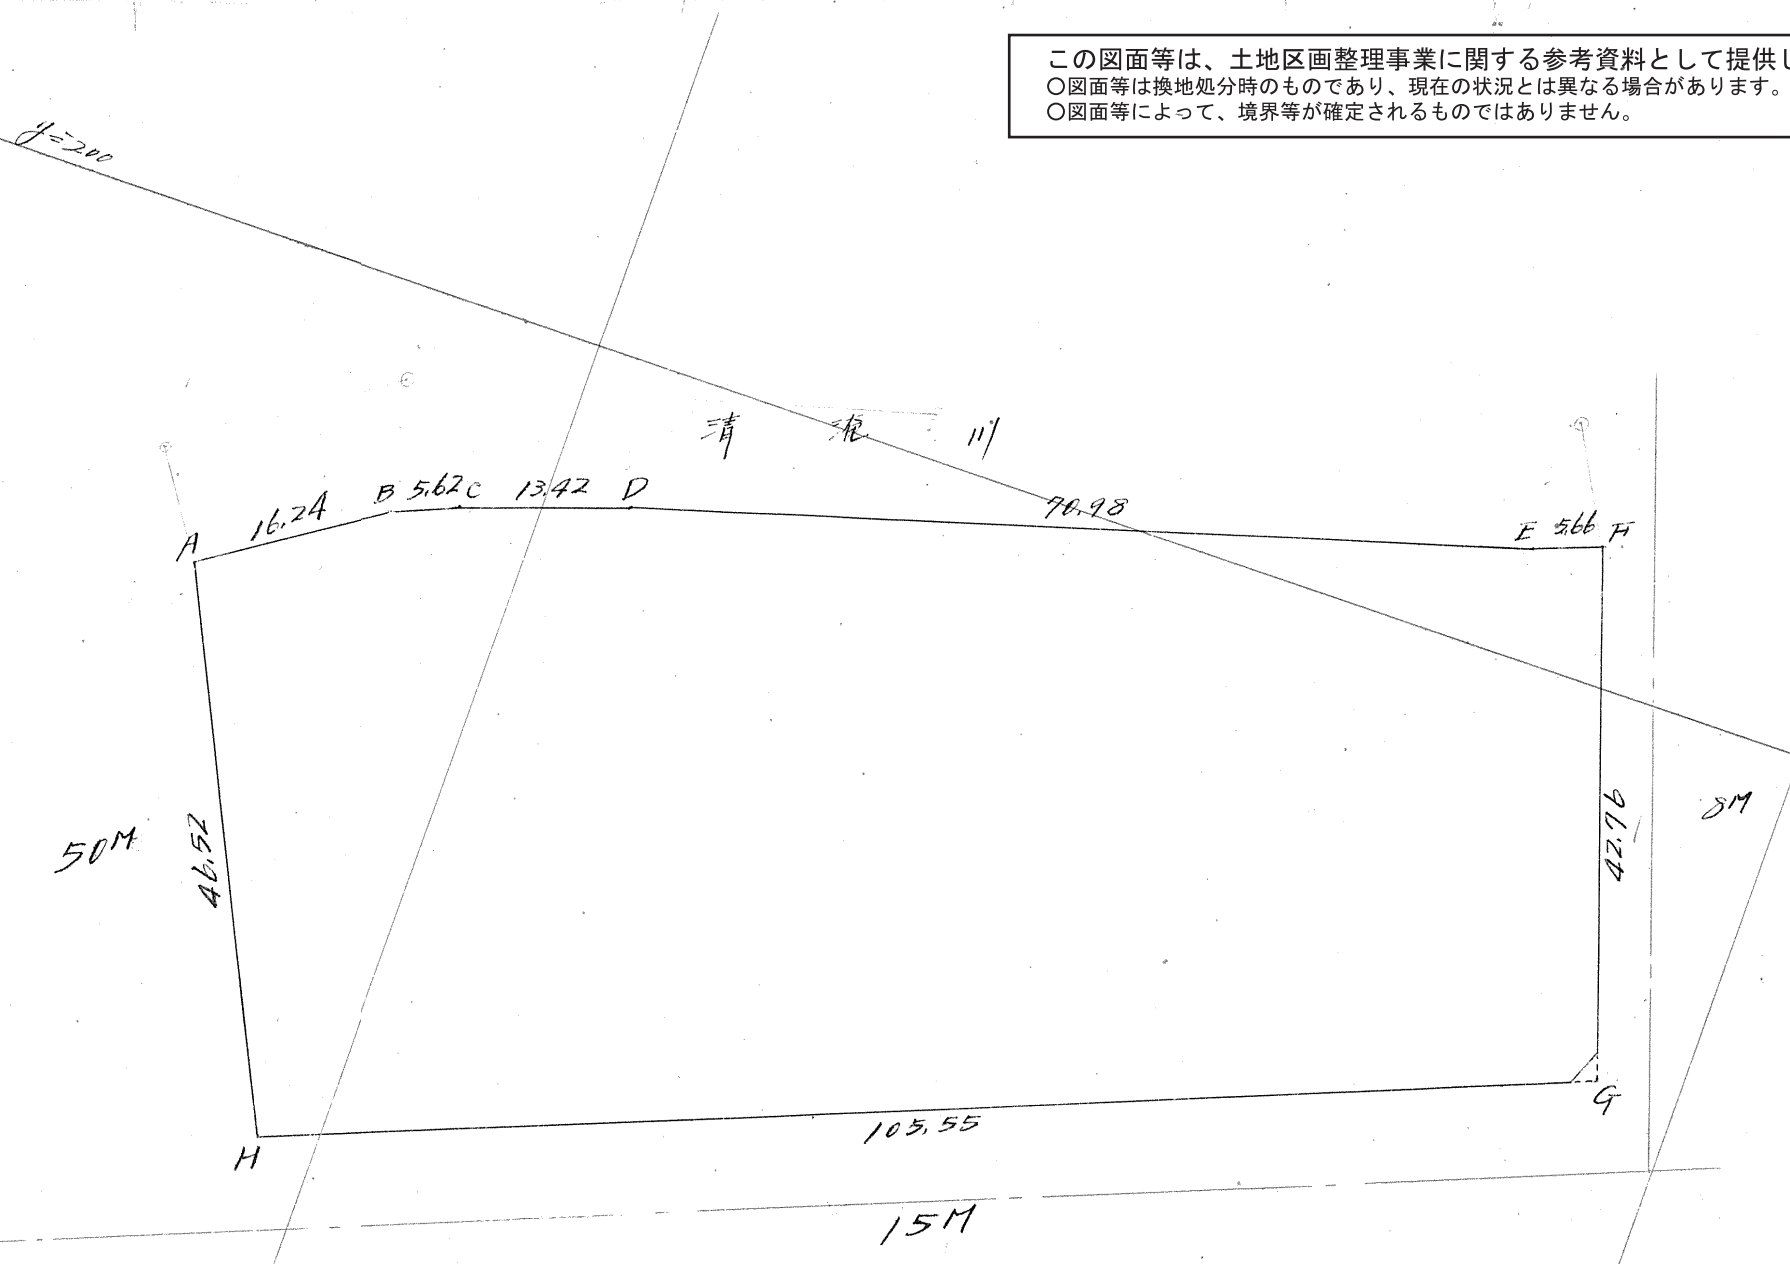 この図面等は、土地区画整理事業に関する参考資料として提供し
○図面等は換地処分時のものであり、現在の状況とは異なる場合があります。
○図面等によって、境界等が確定されるものではありません。
y=200
清滝川
A
16.24
B
5.62
C
13.42
D
70.98
E
5.66
F
50M
46.52
42.76
8M
G
105.55
H
15M